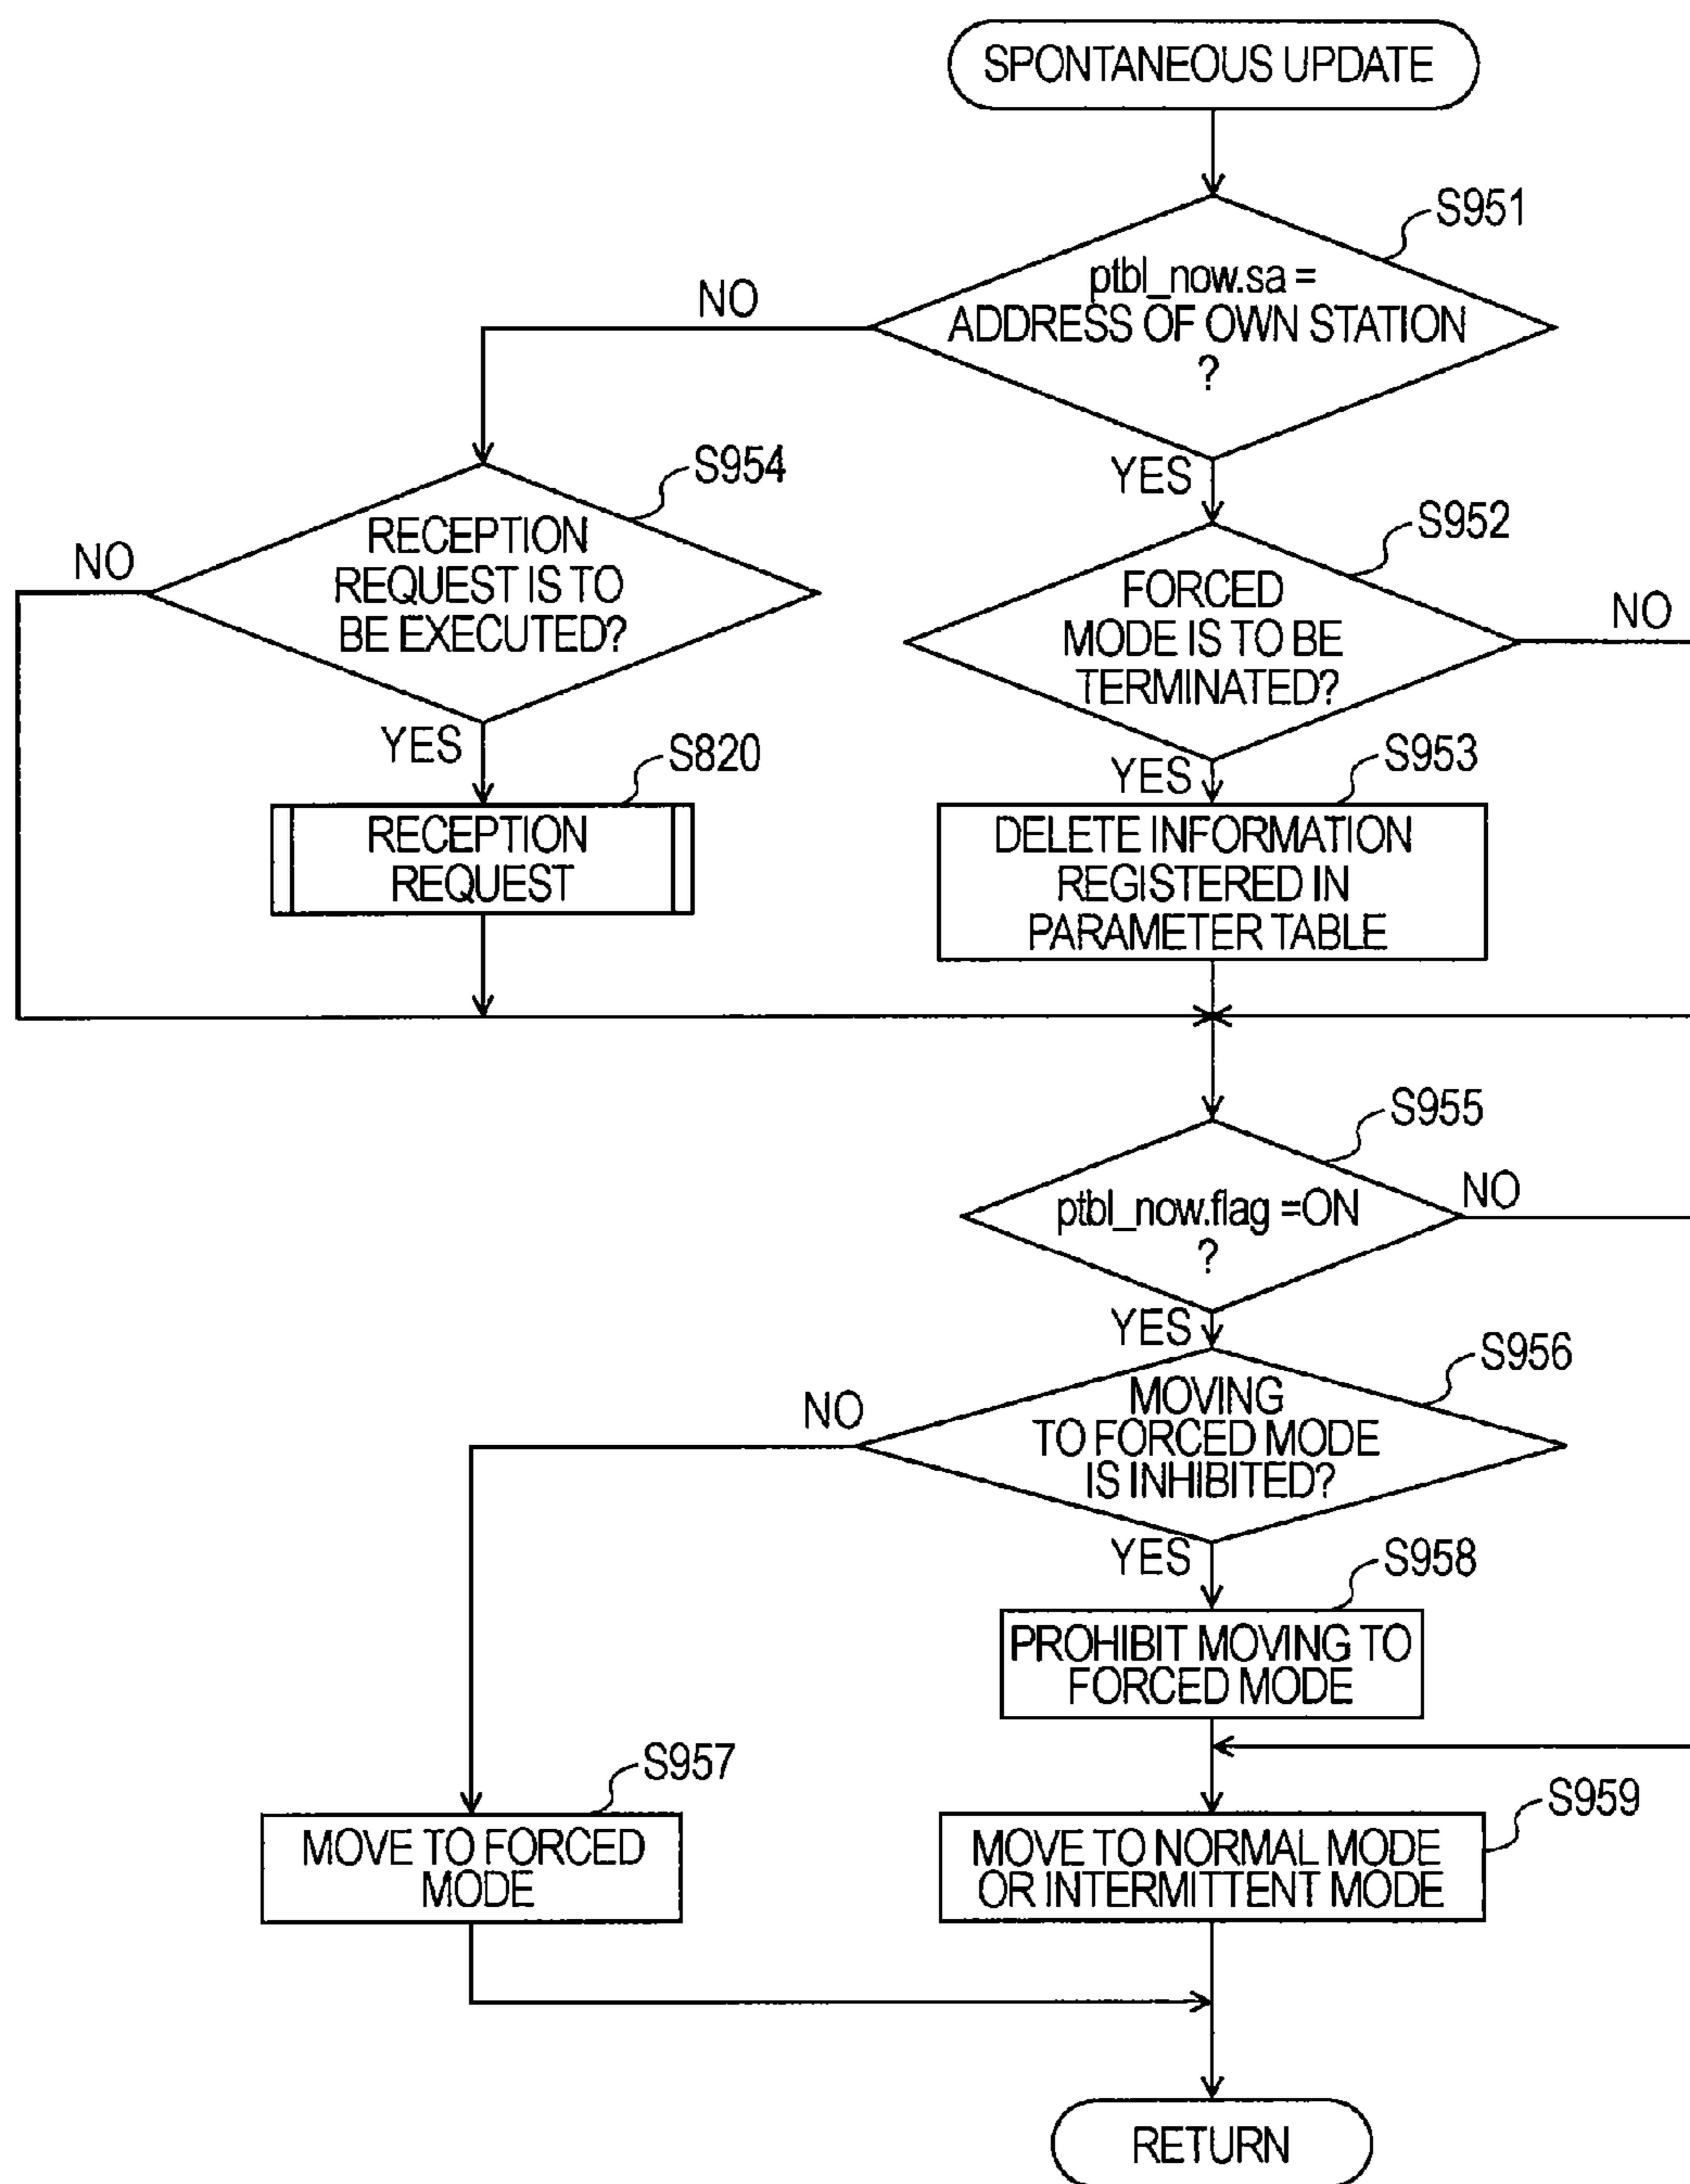 SPONTANEOUS UPDATE
S951
ptbl_now.sa =
ADDRESS OF OWN STATION
?
NO
YES
S954
RECEPTION
REQUEST IS TO
BE EXECUTED?
NO
YES
S952
FORCED
MODE IS TO BE
TERMINATED?
NO
YES
S820
RECEPTION
REQUEST
S953
DELETE INFORMATION
REGISTERED IN
PARAMETER TABLE
S955
ptbl_now.flag =ON
?
NO
YES
S956
MOVING
TO FORCED MODE
IS INHIBITED?
NO
YES
S958
PROHIBIT MOVING TO
FORCED MODE
S957
MOVE TO FORCED
MODE
S959
MOVE TO NORMAL MODE
OR INTERMITTENT MODE
RETURN